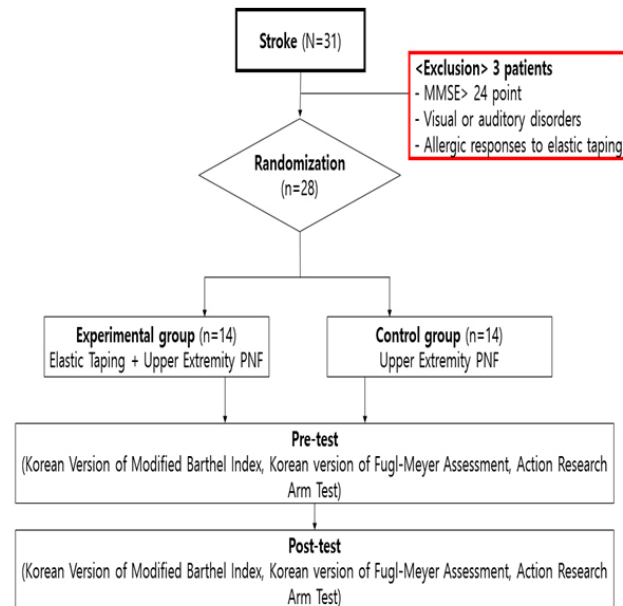 Stroke (N=31)
<Exclusion> 3 patients
- MMSE> 24 point
- Visual or auditory disorders
- Allergic responses to elastic taping
Randomization
(n=28)
Experimental group (n=14)
Elastic Taping + Upper Extremity PNF
Control group (n=14)
Upper Extremity PNF
Pre-test
(Korean Version of Modified Barthel Index, Korean version of Fugl-Meyer Assessment, Action Research
Arm Test)
Post-test
(Korean Version of Modified Barthel Index, Korean version of Fugl-Meyer Assessment, Action Research
Arm Test)